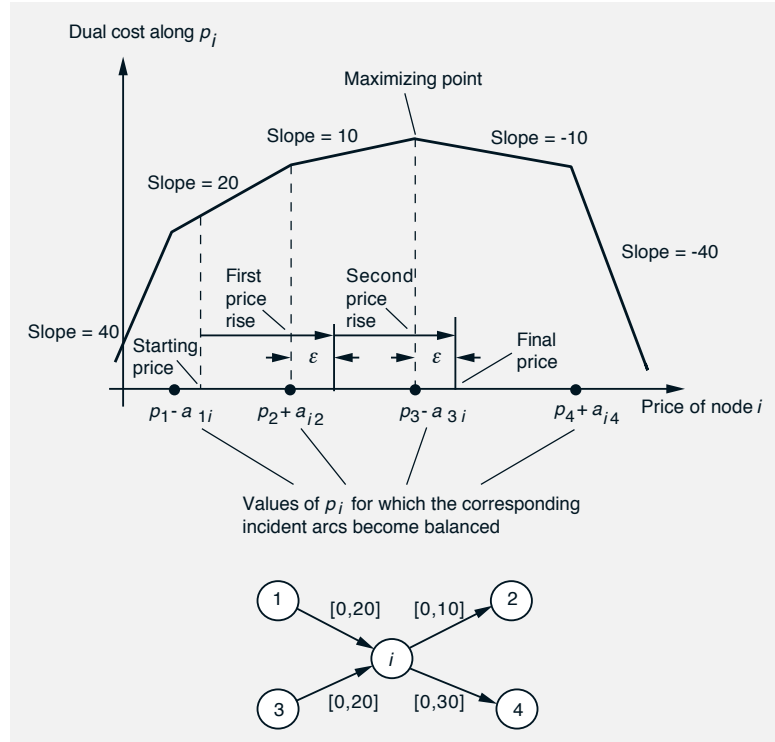 Dual cost along p_i
Maximizing point
Slope = 10
Slope = -10
Slope = 20
Slope = -40
First
price
rise
Second
price
rise
Slope = 40
Starting
price
ε
ε
Final
price
p_1 - a_1i
p_2 + a_i2
p_3 - a_3i
p_4 + a_i4
Price of node i
Values of p_i for which the corresponding
incident arcs become balanced
1
[0,20]
[0,10]
2
i
3
[0,20]
[0,30]
4